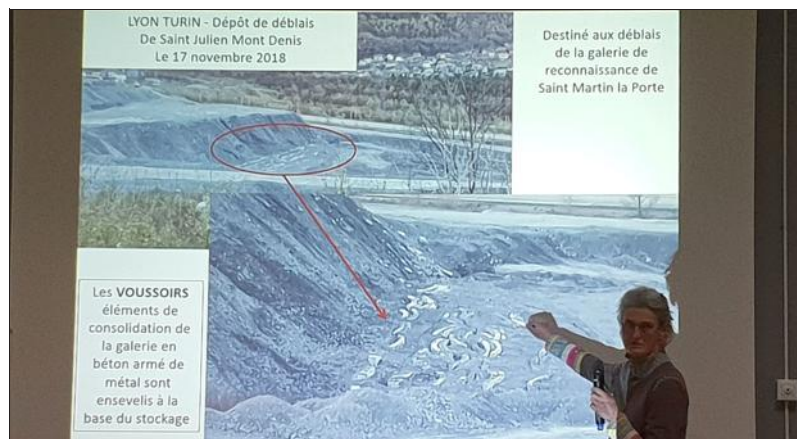 LYON TURIN - Dépôt de déblais
De Saint Julien Mont Denis
Le 17 novembre 2018
Destiné aux déblais
de la galerie de
reconnaissance de
Saint Martin la Porte
Les VOUSSOIRS
éléments de
consolidation de
la galerie en
béton armé de
métal sont
ensevelis à la
base du stockage